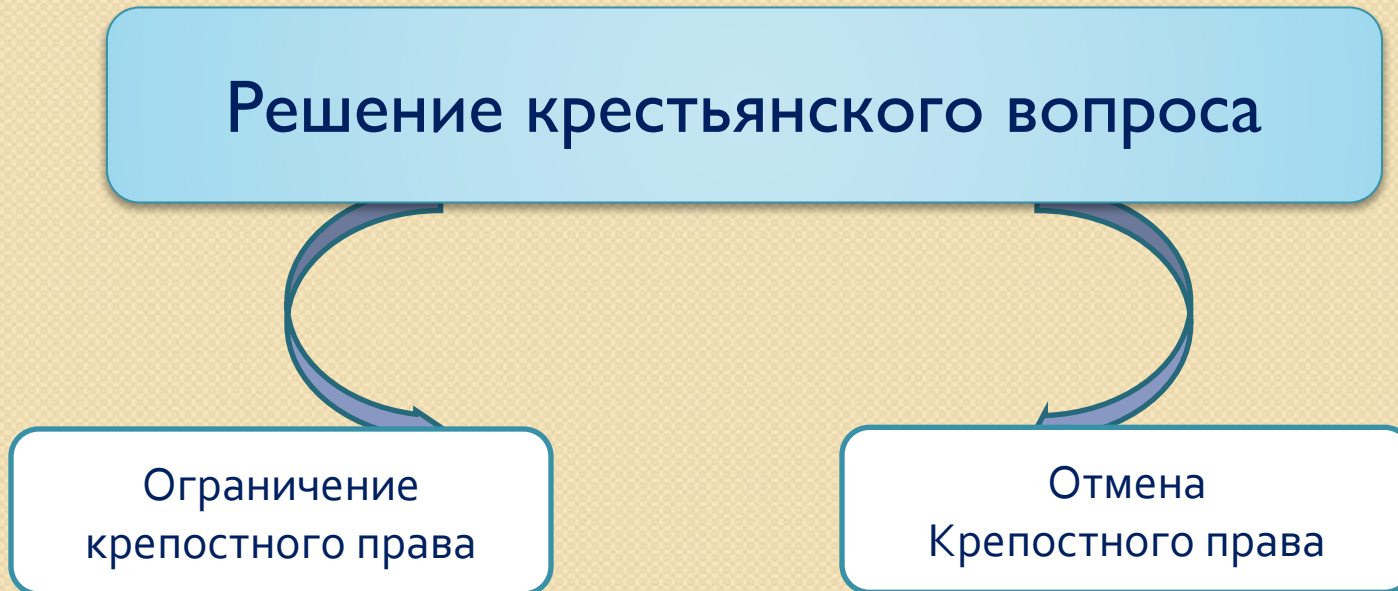 Решение крестьянского вопроса
Ограничение
крепостного права
Отмена
Крепостного права